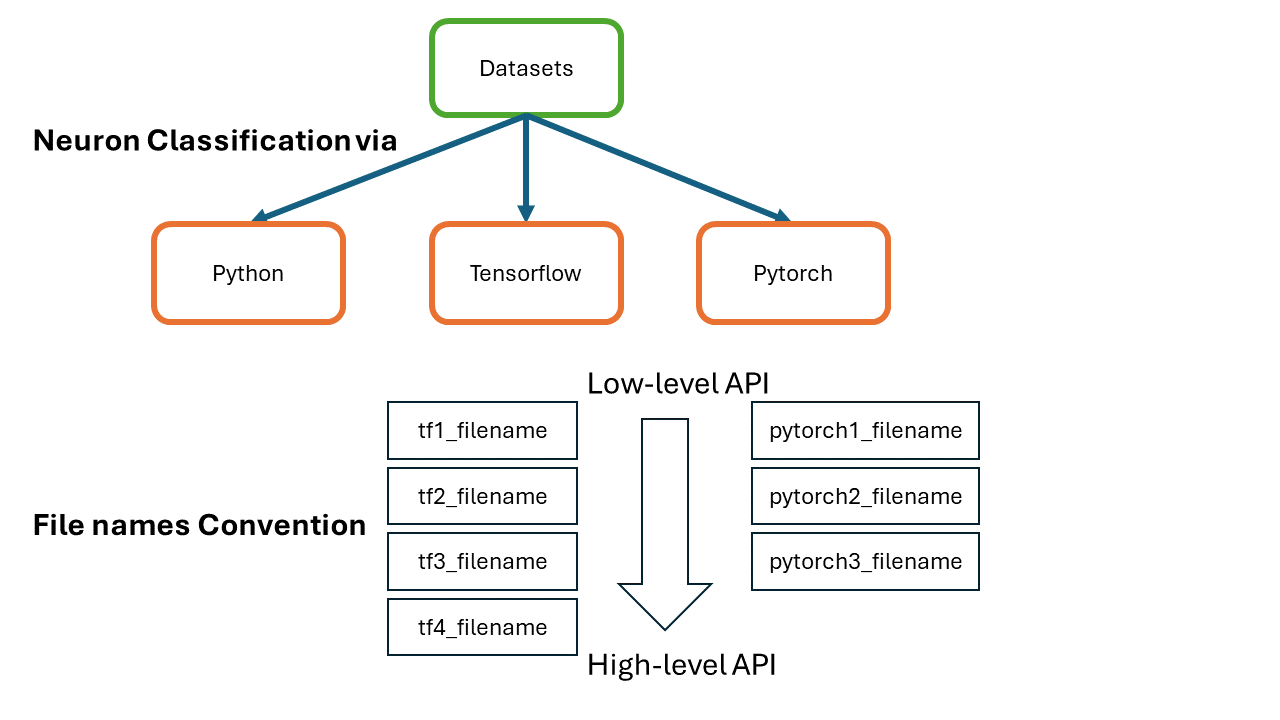 Datasets
Neuron Classification via
Python
Tensorflow
Pytorch
Low-level API
tf1_filename
pytorch1_filename
tf2_filename
pytorch2_filename
File names Convention
tf3_filename
pytorch3_filename
tf4_filename
High-level API